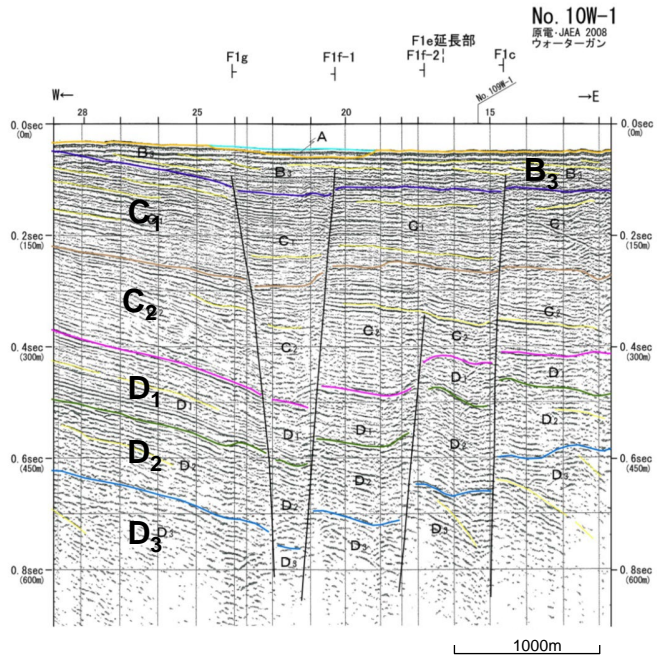 No. 10W-1
原電・JAEA 2008
ウォーターガン
F1e延長部
F1g
F1f-1
F1f-2
F1c
No. 109W-1
W←
→E
28
25
20
15
0.0sec
(0m)
0.0sec
(0m)
A
B3
B3
B3
B3
C1
C1
C1
C1
0.2sec
(150m)
0.2sec
(150m)
C2
C2
C2
C2
C2
C2
0.4sec
(300m)
0.4sec
(300m)
D1
D1
D1
D1
D1
D1
D2
D2
D2
D2
D2
D2
0.6sec
(450m)
0.6sec
(450m)
D3
D3
D3
D3
D3
D3
0.8sec
(600m)
0.8sec
(600m)
1000m